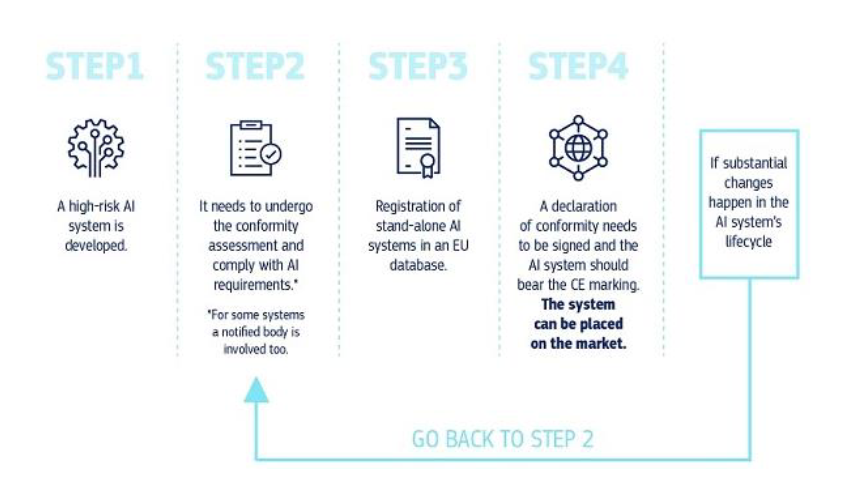 STEP1
A high-risk AI
system is
developed.
STEP2
It needs to undergo
the conformity
assessment and
comply with AI
requirements.*
*For some systems
a notified body is
involved too.
STEP3
Registration of
stand-alone AI
systems in an EU
database.
STEP4
A declaration
of conformity needs
to be signed and the
AI system should
bear the CE marking.
The system
can be placed
on the market.
If substantial
changes
happen in the
AI system's
lifecycle
GO BACK TO STEP 2